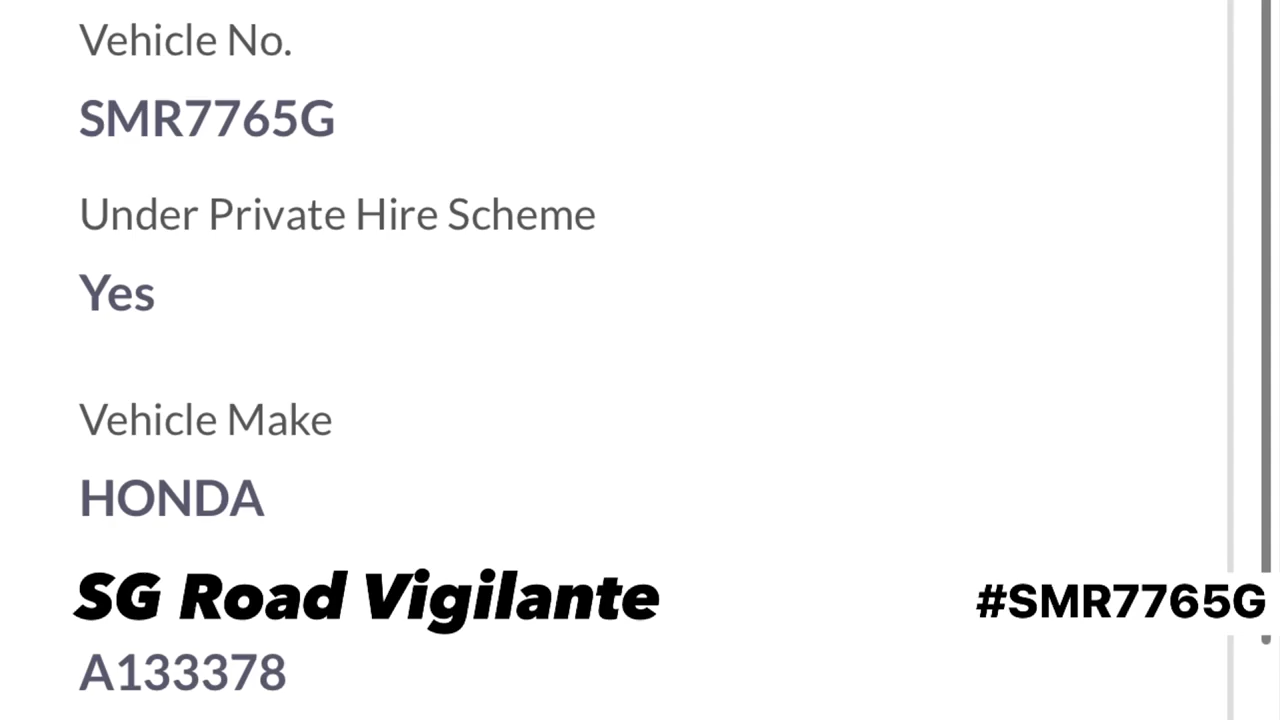 Vehicle No.
SMR7765G
Under Private Hire Scheme
Yes
Vehicle Make
HONDA
SG Road Vigilante
#SMR7765G
A133378